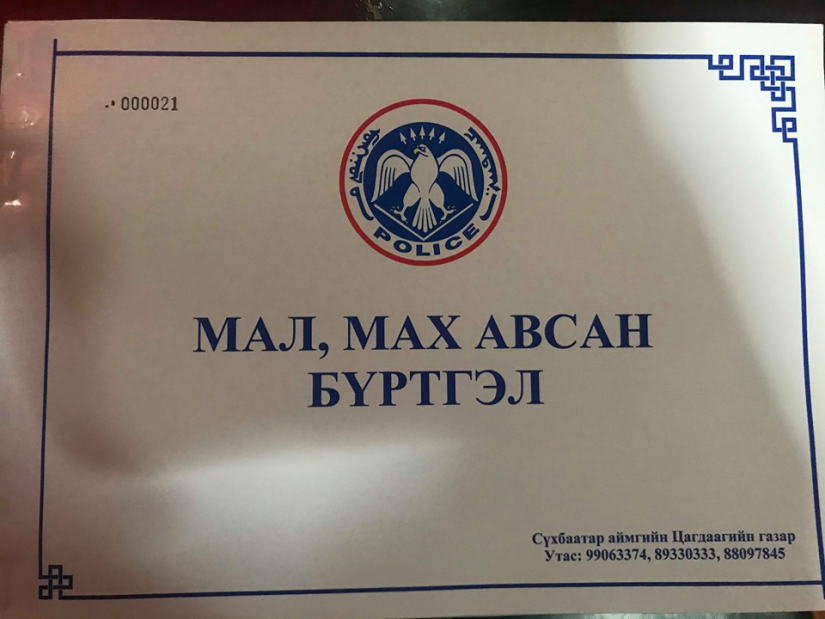 000021
POLICE
МАЛ, МАХ АВСАН
БҮРТГЭЛ
Сүхбаатар аймгийн Цагдаагийн газар
Утас: 99063374, 89330333, 88097845